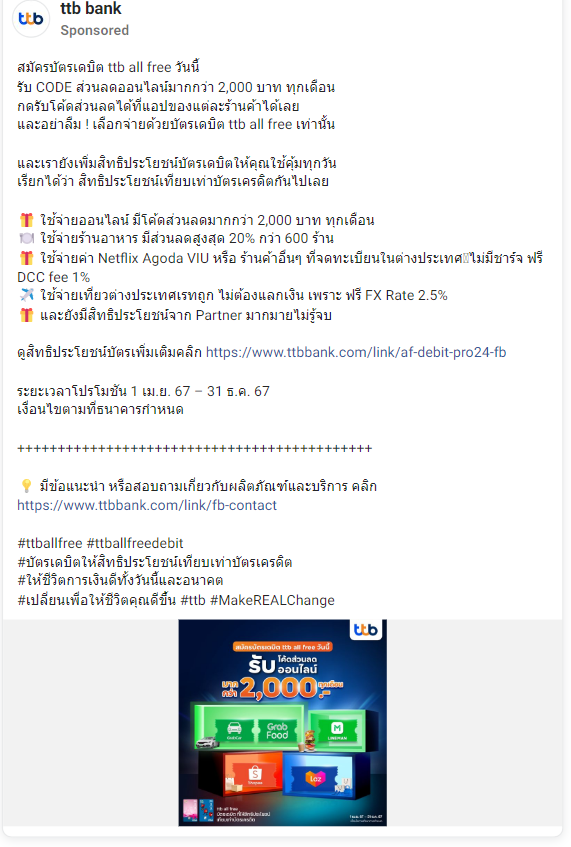 ttb
ttb bank
Sponsored
สมัครบัตรเดบิต ttb all free วันนี้
รับ CODE ส่วนลดออนไลน์มากกว่า 2,000 บาท ทุกเดือน
กดรับโค้ดส่วนลดได้ที่แอปของแต่ละร้านค้าได้เลย
และอย่าลืม ! เลือกจ่ายด้วยบัตรเดบิต ttb all free เท่านั้น
และเรายังเพิ่มสิทธิประโยชน์บัตรเดบิตให้คุณใช้คุ้มทุกวัน
เรียกได้ว่า สิทธิประโยชน์เทียบเท่าบัตรเครดิตกันไปเลย
🎁 ใช้จ่ายออนไลน์ มีโค้ดส่วนลดมากกว่า 2,000 บาท ทุกเดือน
🍽️ ใช้จ่ายร้านอาหาร มีส่วนลดสูงสุด 20% กว่า 600 ร้าน
🎁 ใช้จ่ายค่า Netflix Agoda VIU หรือ ร้านค้าอื่นๆ ที่จดทะเบียนในต่างประเทศ ไม่มีชาร์จ ฟรี
DCC fee 1%
✈️ ใช้จ่ายเที่ยวต่างประเทศเรทถูก ไม่ต้องแลกเงิน เพราะ ฟรี FX Rate 2.5%
🎁 และยังมีสิทธิประโยชน์จาก Partner มากมายไม่รู้จบ
ดูสิทธิประโยชน์บัตรเพิ่มเติมคลิก https://www.ttbbank.com/link/af-debit-pro24-fb
ระยะเวลาโปรโมชัน 1 เม.ย. 67 – 31 ธ.ค. 67
เงื่อนไขตามที่ธนาคารกำหนด
++++++++++++++++++++++++++++++++++++++++++++
💡 มีข้อแนะนำ หรือสอบถามเกี่ยวกับผลิตภัณฑ์และบริการ คลิก
https://www.ttbbank.com/link/fb-contact
#ttballfree #ttballfreedebit
#บัตรเดบิตให้สิทธิประโยชน์เทียบเท่าบัตรเครดิต
#ให้ชีวิตการเงินดีทั้งวันนี้และอนาคต
#เปลี่ยนเพื่อให้ชีวิตคุณดีขึ้น #ttb #MakeREALChange
ttb
สมัครบัตรเดบิต ttb all free วันนี้
รับ โค้ดส่วนลด
ออนไลน์
มาก
กว่า 2,000.- ทุกเดือน
Grab
Food
LINEMAN
Shopee
Laz
ttb all free